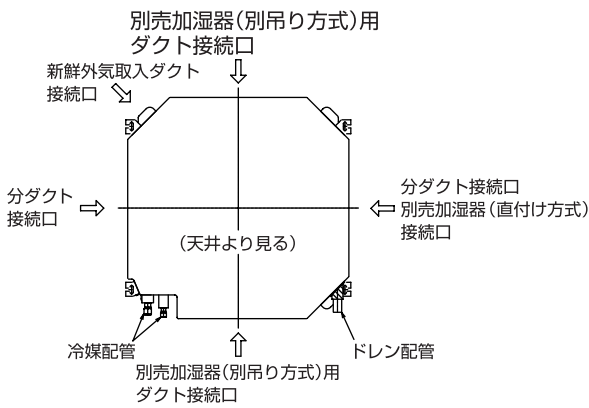 別売加湿器(別吊り方式)用
ダクト接続口
新鮮外気取入ダクト
接続口
分ダクト
接続口
分ダクト接続口
別売加湿器(直付け方式)
接続口
(天井より見る)
冷媒配管
ドレン配管
別売加湿器(別吊り方式)用
ダクト接続口